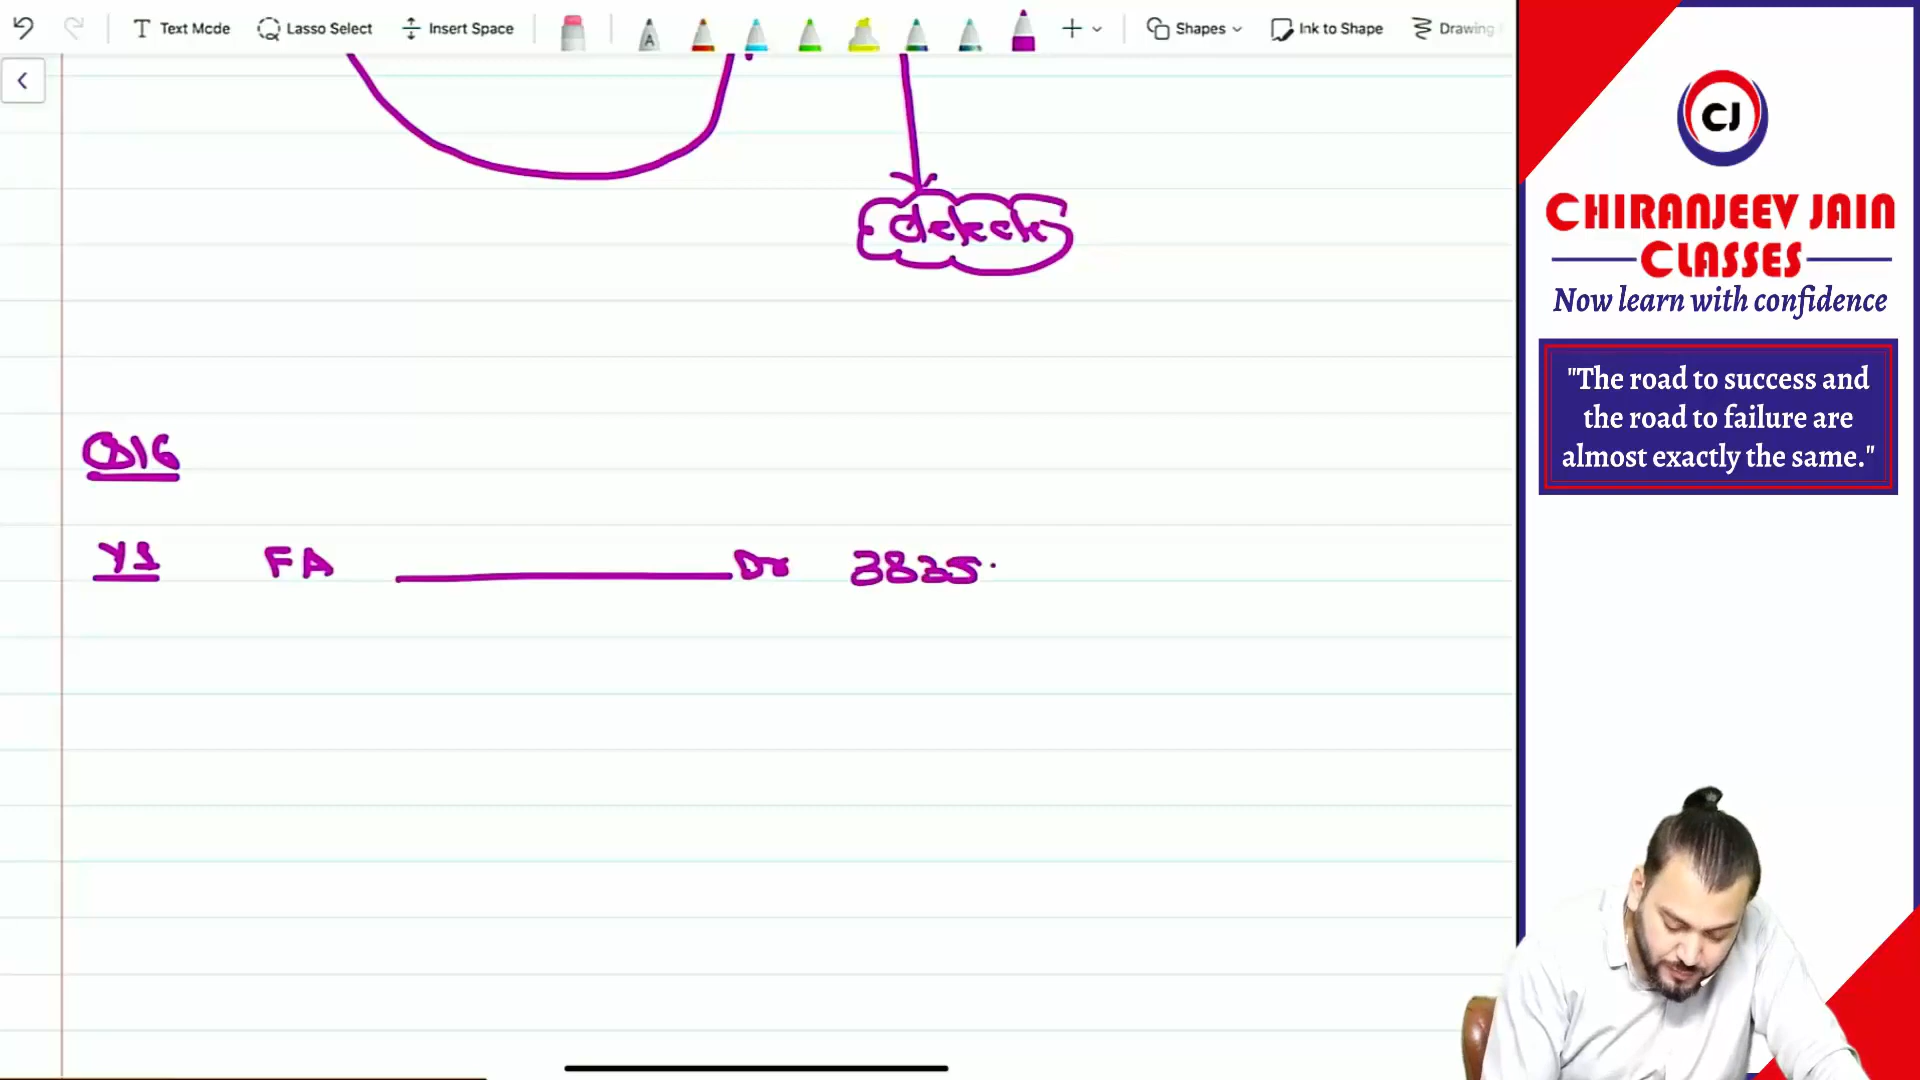 Text Mode Lasso Select Insert Space A Shapes Ink to Shape Drawing
Q16
Y1 FA Dr 3835.
CJ
CHIRANJEEV JAIN
CLASSES
Now learn with confidence
"The road to success and
the road to failure are
almost exactly the same."